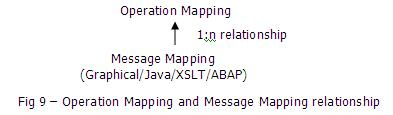 Operation Mapping
1:n relationship
Message Mapping
(Graphical/Java/XSLT/ABAP)
Fig 9 – Operation Mapping and Message Mapping relationship